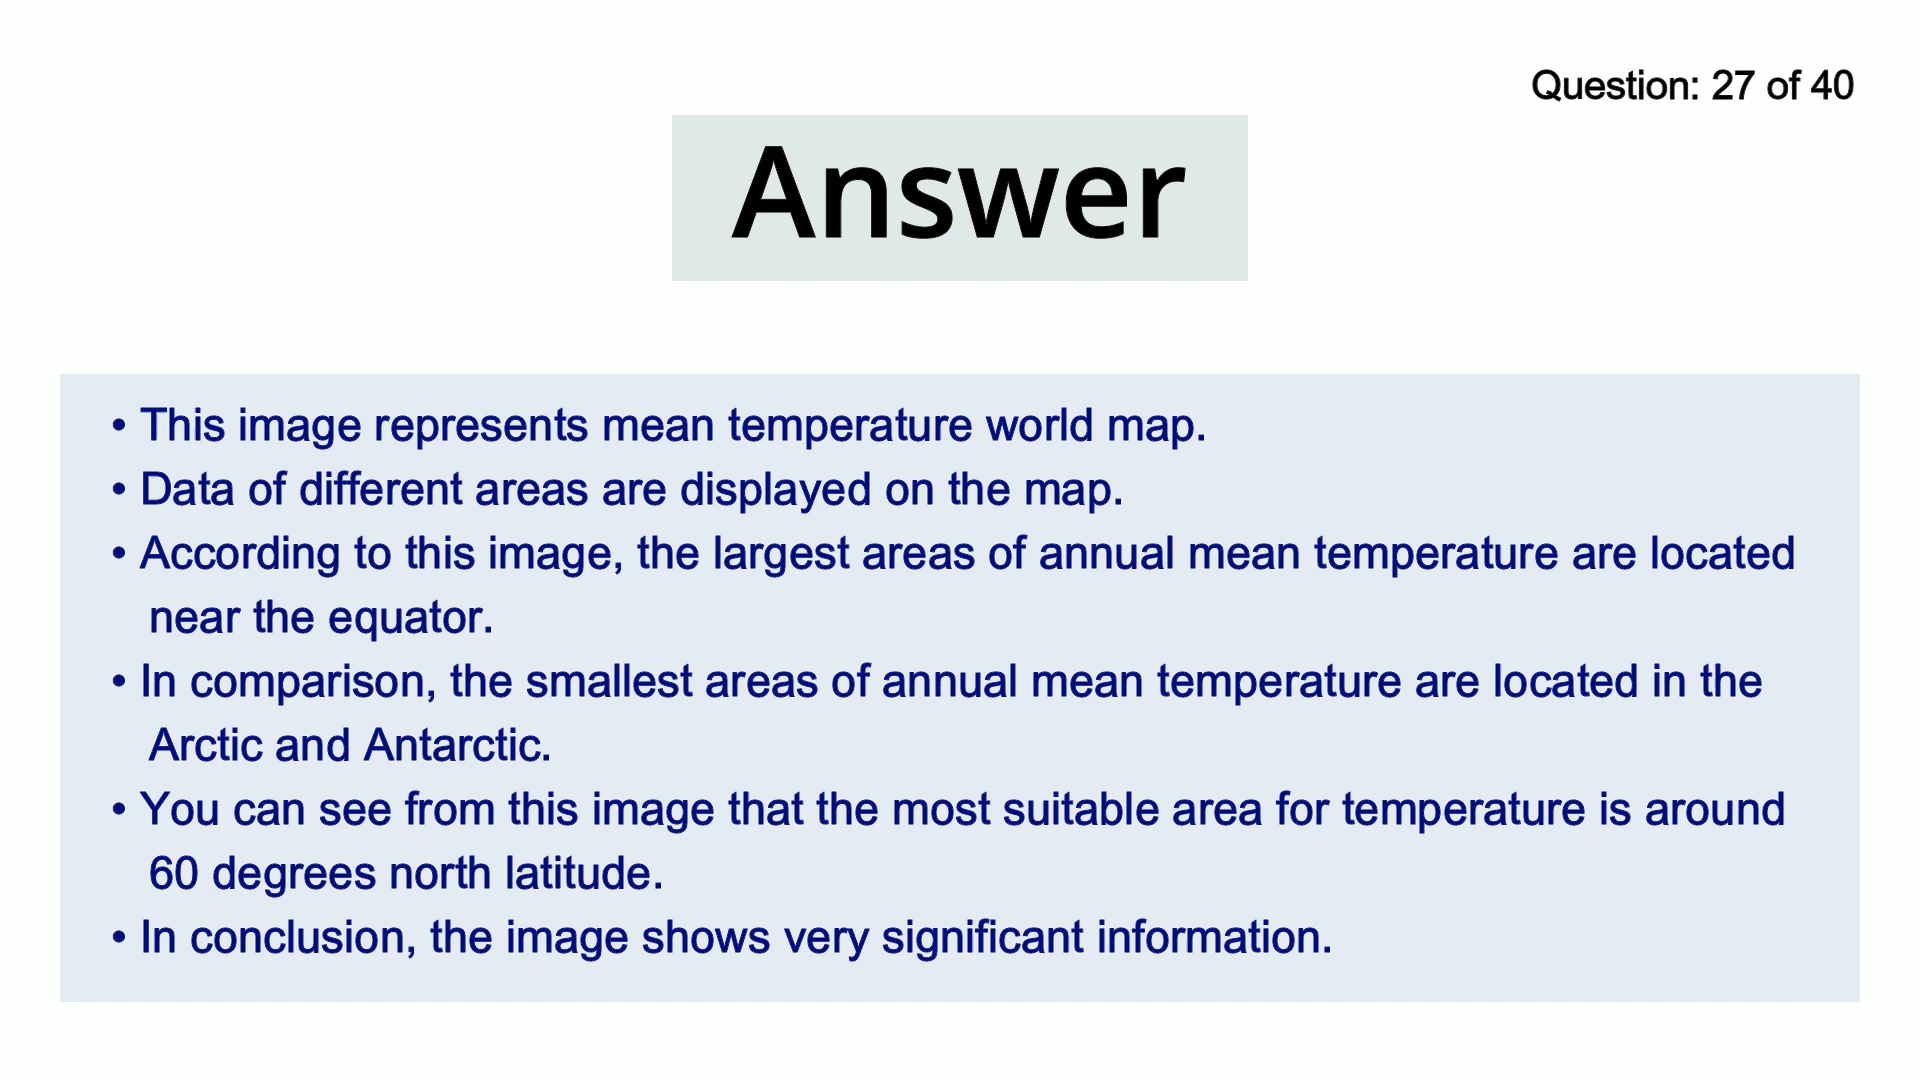 Question: 27 of 40
Answer
• This image represents mean temperature world map.
• Data of different areas are displayed on the map.
• According to this image, the largest areas of annual mean temperature are located
near the equator.
• In comparison, the smallest areas of annual mean temperature are located in the
Arctic and Antarctic.
• You can see from this image that the most suitable area for temperature is around
60 degrees north latitude.
• In conclusion, the image shows very significant information.